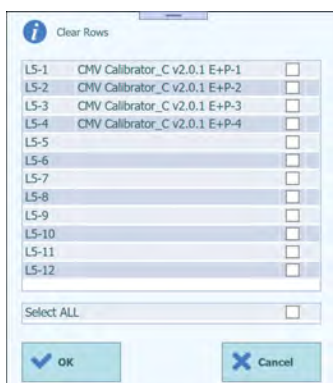 Clear Rows
L5-1 CMV Calibrator_C v2.0.1 E+P-1
L5-2 CMV Calibrator_C v2.0.1 E+P-2
L5-3 CMV Calibrator_C v2.0.1 E+P-3
L5-4 CMV Calibrator_C v2.0.1 E+P-4
L5-5
L5-6
L5-7
L5-8
L5-9
L5-10
L5-11
L5-12
Select ALL
OK Cancel